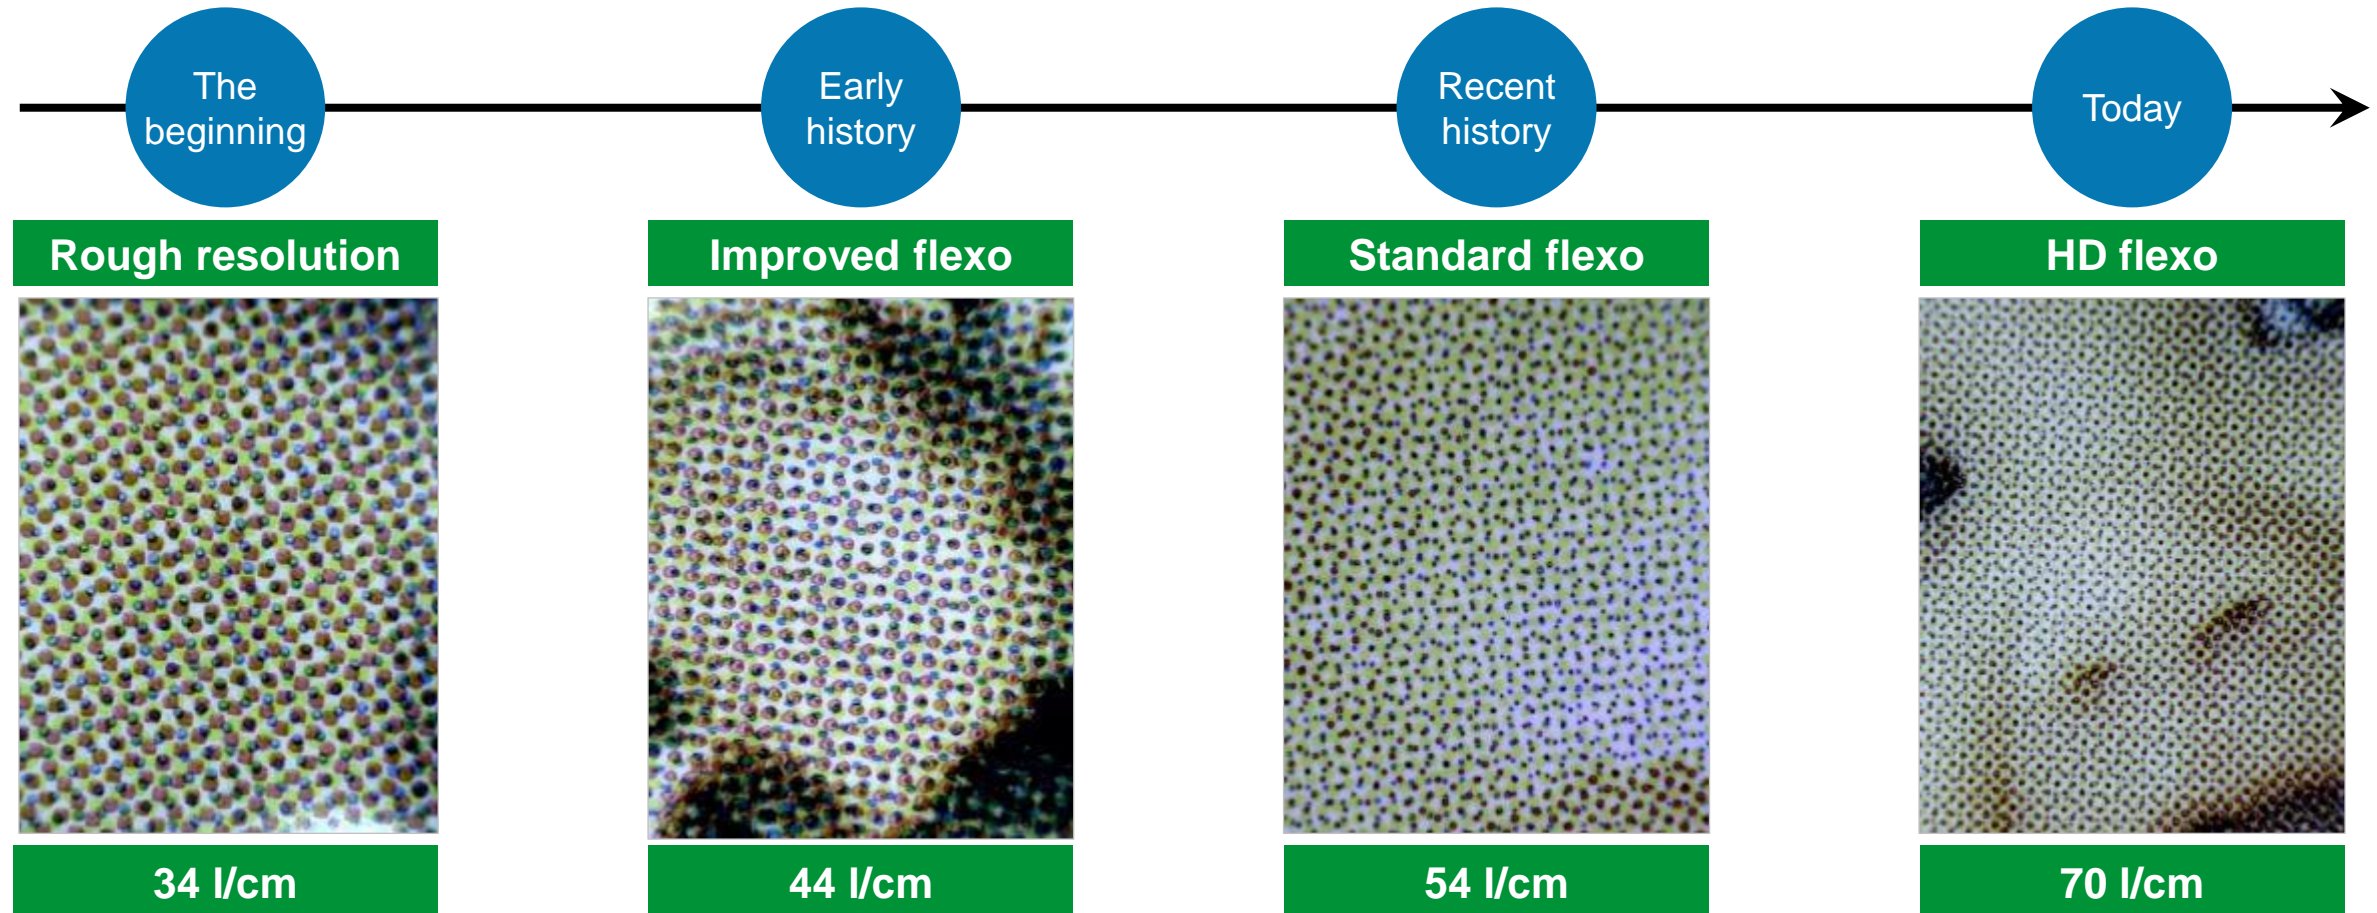 The
beginning
Early
history
Recent
history
Today
Rough resolution
Improved flexo
Standard flexo
HD flexo
34 l/cm
44 l/cm
54 l/cm
70 l/cm